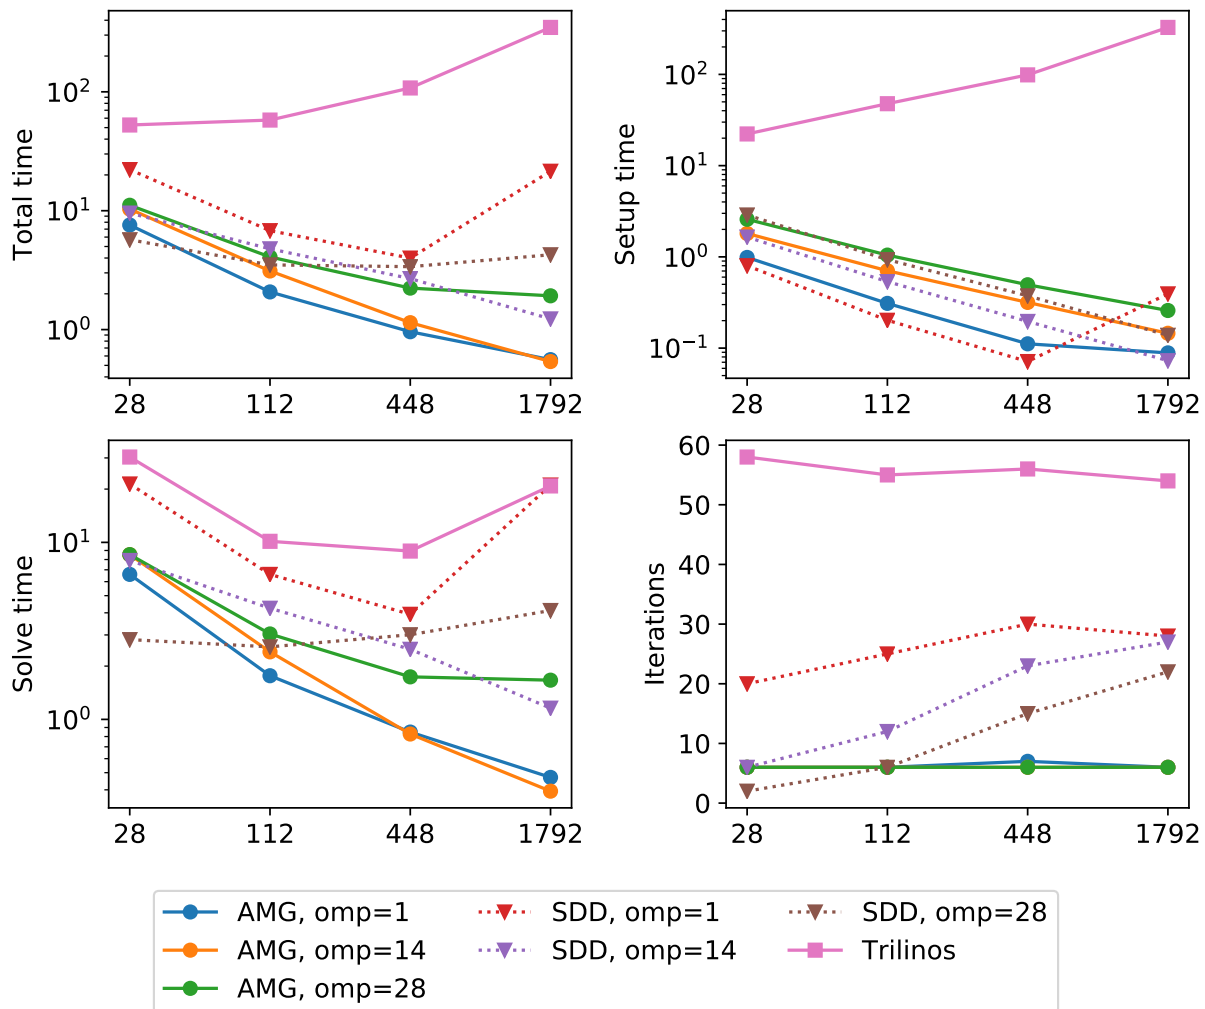 Total time
10²
10¹
10⁰
28 112 448 1792
Setup time
10²
10¹
10⁰
10⁻¹
28 112 448 1792
Solve time
10¹
10⁰
28 112 448 1792
Iterations
60
50
40
30
20
10
0
28 112 448 1792
AMG, omp=1 SDD, omp=1 SDD, omp=28
AMG, omp=14 SDD, omp=14 Trilinos
AMG, omp=28